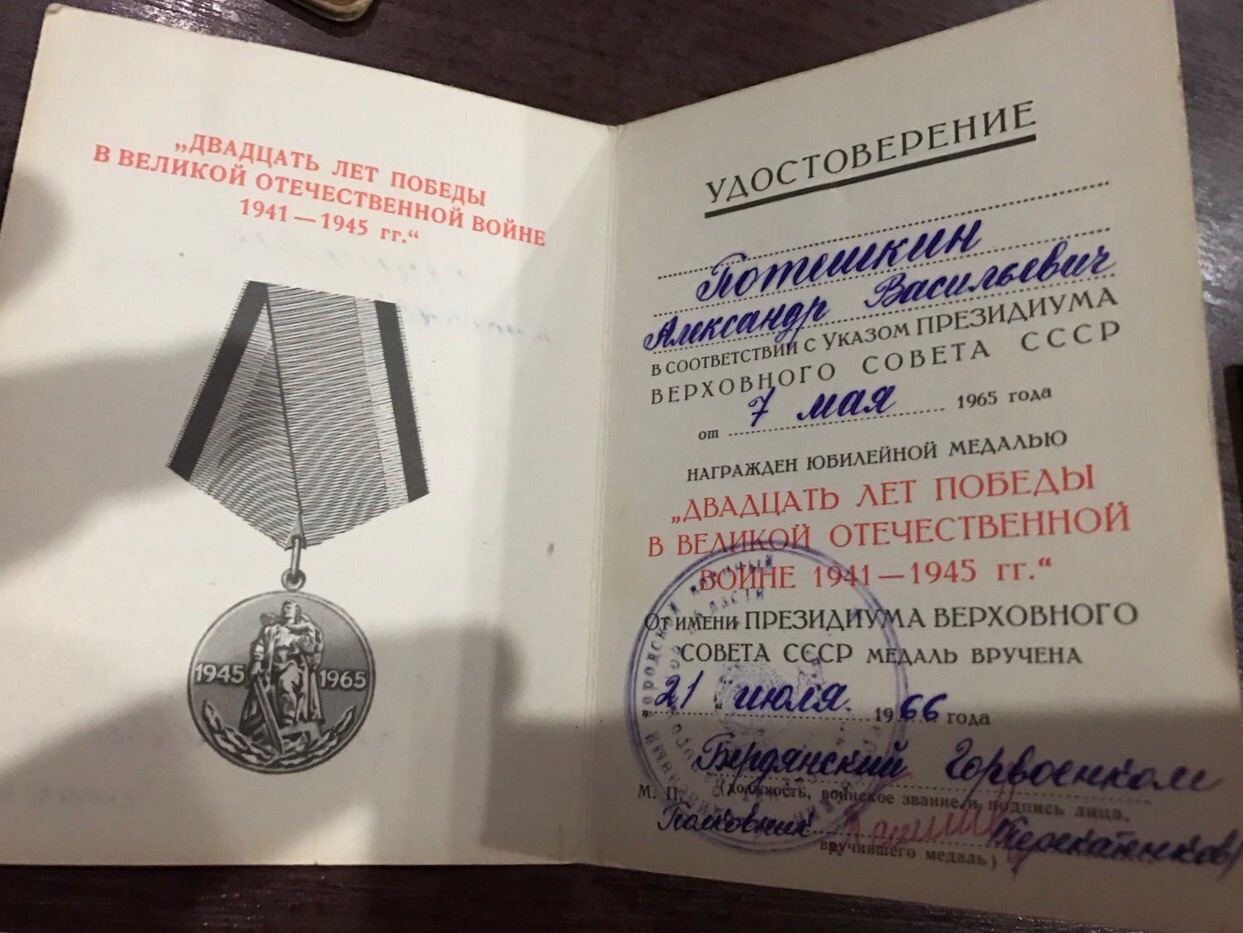 „ДВАДЦАТЬ ЛЕТ ПОБЕДЫ
В ВЕЛИКОЙ ОТЕЧЕСТВЕННОЙ ВОЙНЕ
1941—1945 гг.“
1945 1965
УДОСТОВЕРЕНИЕ
Потешкин
Александр Васильевич
В СООТВЕТСТВИИ С УКАЗОМ ПРЕЗИДИУМА
ВЕРХОВНОГО СОВЕТА СССР
от 7 мая 1965 года
НАГРАЖДЕН ЮБИЛЕЙНОЙ МЕДАЛЬЮ
„ДВАДЦАТЬ ЛЕТ ПОБЕДЫ
В ВЕЛИКОЙ ОТЕЧЕСТВЕННОЙ
ВОЙНЕ 1941—1945 гг.“
ОТ ИМЕНИ ПРЕЗИДИУМА ВЕРХОВНОГО
СОВЕТА СССР МЕДАЛЬ ВРУЧЕНА
21 „ июля 1966 года
Бердянский Горвоенком
М. П. (должность, воинское звание и подпись лица,
Полковник
вручившего медаль)